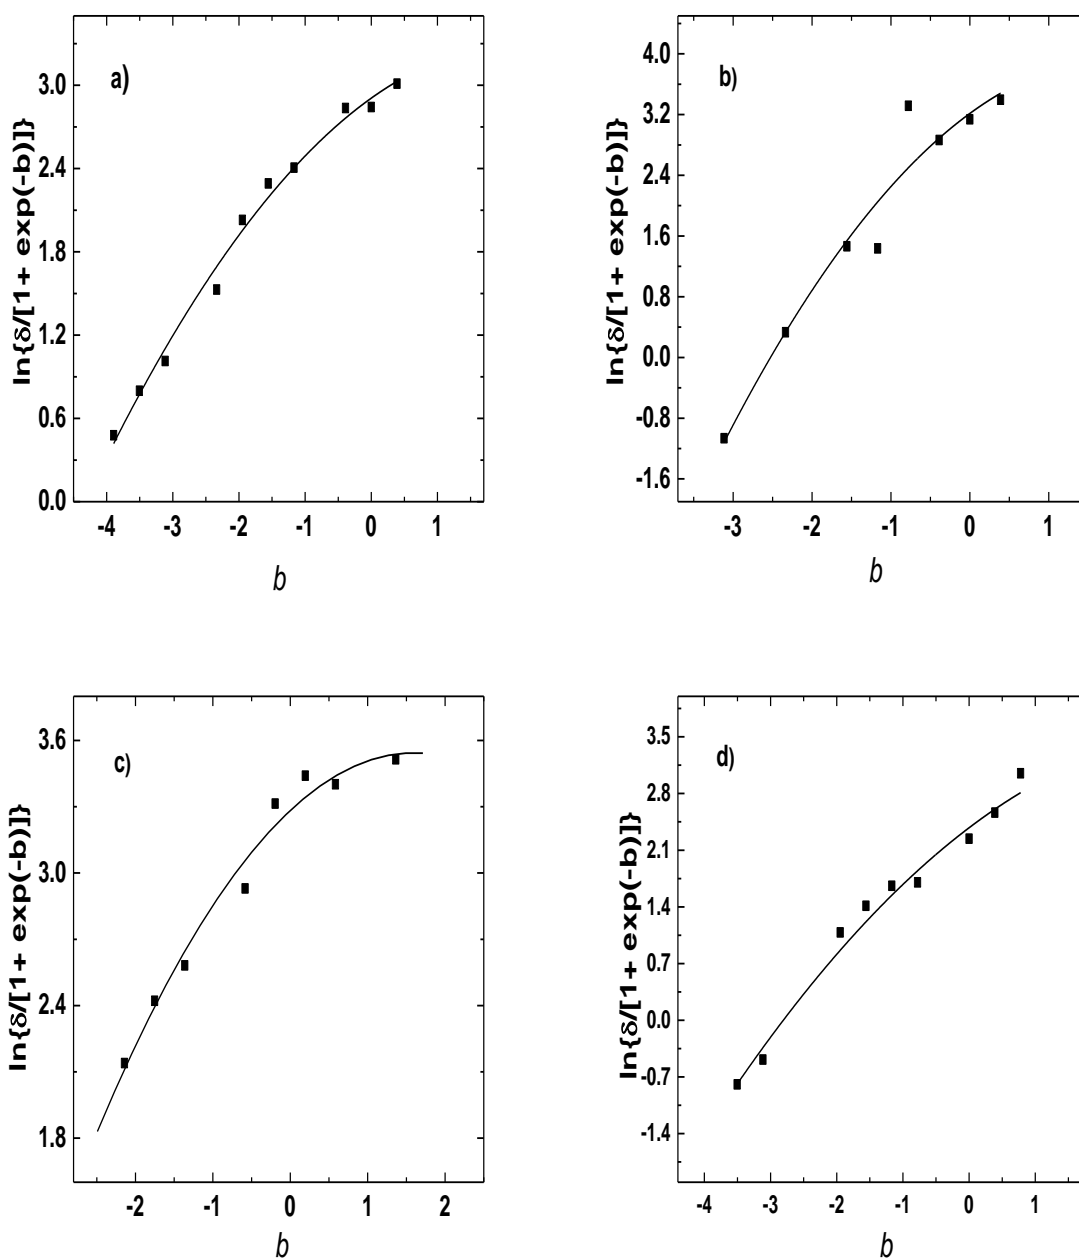 a)
3.0
2.4
1.8
1.2
0.6
0.0
ln{δ/[1+ exp(-b)]}
-4 -3 -2 -1 0 1
b
b)
4.0
3.2
2.4
1.6
0.8
0.0
-0.8
-1.6
ln{δ/[1+ exp(-b)]}
-3 -2 -1 0 1
b
c)
3.6
3.0
2.4
1.8
ln{δ/[1+ exp(-b)]}
-2 -1 0 1 2
b
d)
3.5
2.8
2.1
1.4
0.7
0.0
-0.7
-1.4
ln{δ/[1+ exp(-b)]}
-4 -3 -2 -1 0 1
b